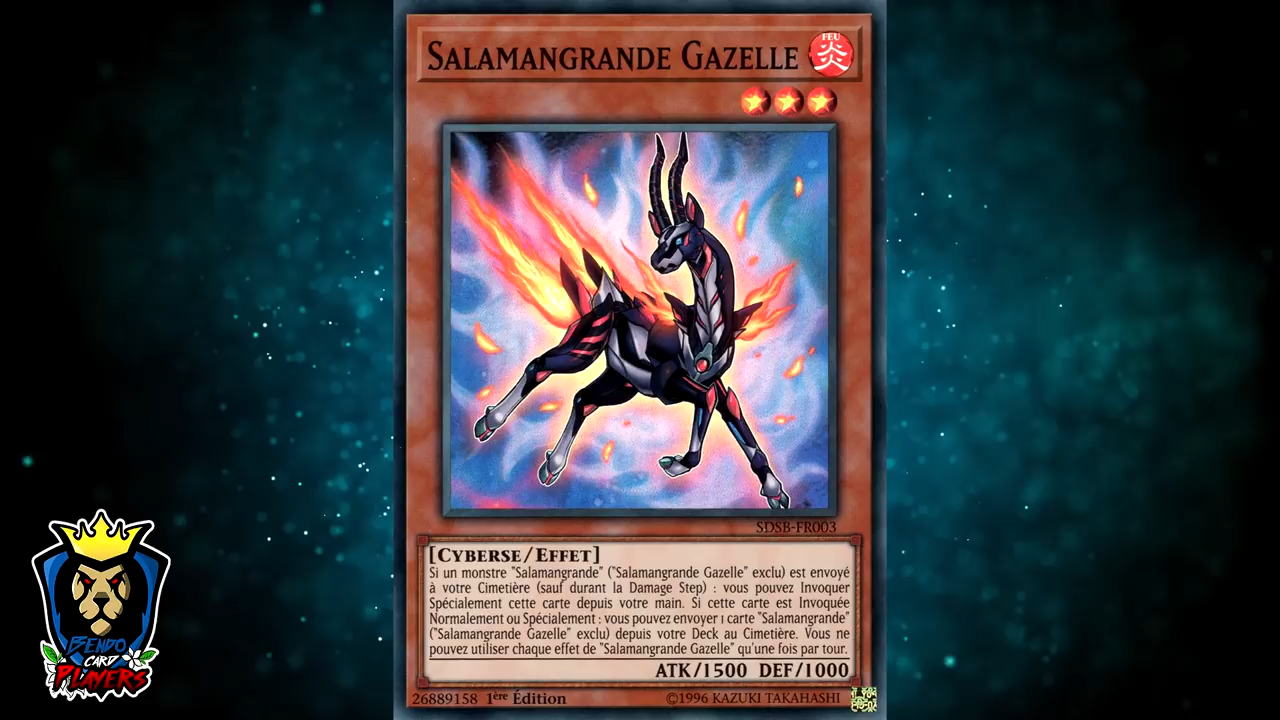 SALAMANGRANDE GAZELLE
FEU
炎
SDSB-FR003
[CYBERSE/EFFET]
Si un monstre "Salamangrande" ("Salamangrande Gazelle" exclu) est envoyé
à votre Cimetière (sauf durant la Damage Step) : vous pouvez Invoquer
Spécialement cette carte depuis votre main. Si cette carte est Invoquée
Normalement ou Spécialement : vous pouvez envoyer 1 carte "Salamangrande"
("Salamangrande Gazelle" exclu) depuis votre Deck au Cimetière. Vous ne
pouvez utiliser chaque effet de "Salamangrande Gazelle" qu'une fois par tour.
ATK/1500 DEF/1000
26889158 1ère Édition
©1996 KAZUKI TAKAHASHI
BENDO
CARD
PLAYERS